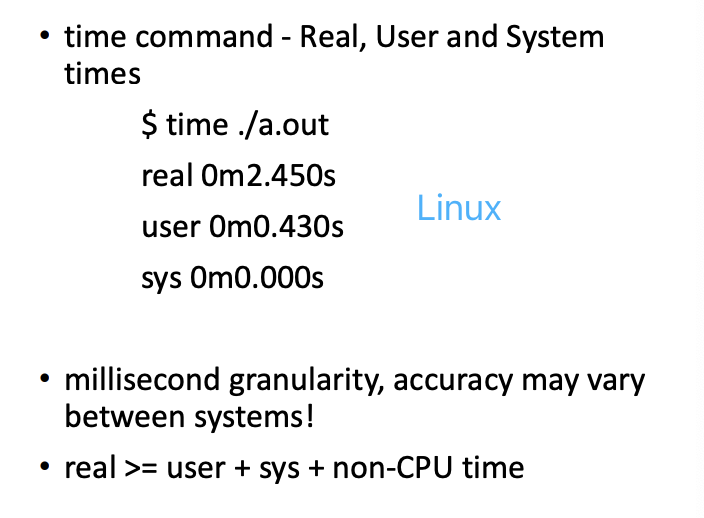 • time command - Real, User and System
times
$ time ./a.out
real 0m2.450s
user 0m0.430s
Linux
sys 0m0.000s
• millisecond granularity, accuracy may vary
between systems!
• real >= user + sys + non-CPU time